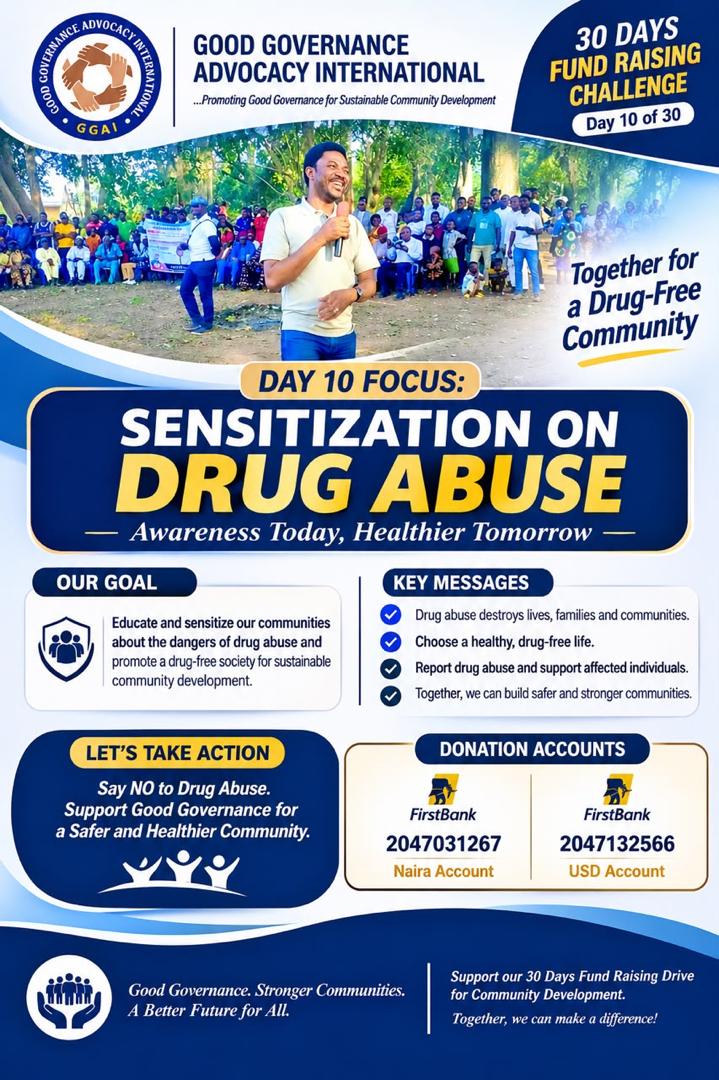 GOOD GOVERNANCE ADVOCACY INTERNATIONAL
GGAI
GOOD GOVERNANCE
ADVOCACY INTERNATIONAL
...Promoting Good Governance for Sustainable Community Development
30 DAYS
FUND RAISING
CHALLENGE
Day 10 of 30
Together for
a Drug-Free
Community
DAY 10 FOCUS:
SENSITIZATION ON
DRUG ABUSE
Awareness Today, Healthier Tomorrow
OUR GOAL
Educate and sensitize our communities
about the dangers of drug abuse and
promote a drug-free society for sustainable
community development.
KEY MESSAGES
Drug abuse destroys lives, families and communities.
Choose a healthy, drug-free life.
Report drug abuse and support affected individuals.
Together, we can build safer and stronger communities.
LET'S TAKE ACTION
Say NO to Drug Abuse.
Support Good Governance for
a Safer and Healthier Community.
DONATION ACCOUNTS
FirstBank
2047031267
Naira Account
FirstBank
2047132566
USD Account
Good Governance. Stronger Communities.
A Better Future for All.
Support our 30 Days Fund Raising Drive
for Community Development.
Together, we can make a difference!